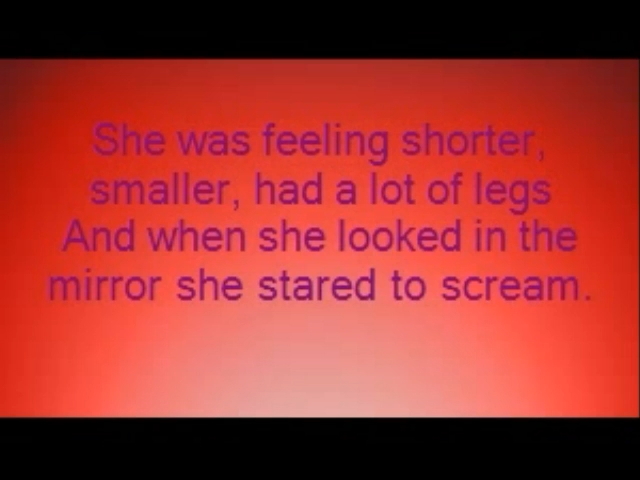 She was feeling shorter,
smaller, had a lot of legs
And when she looked in the
mirror she stared to scream.